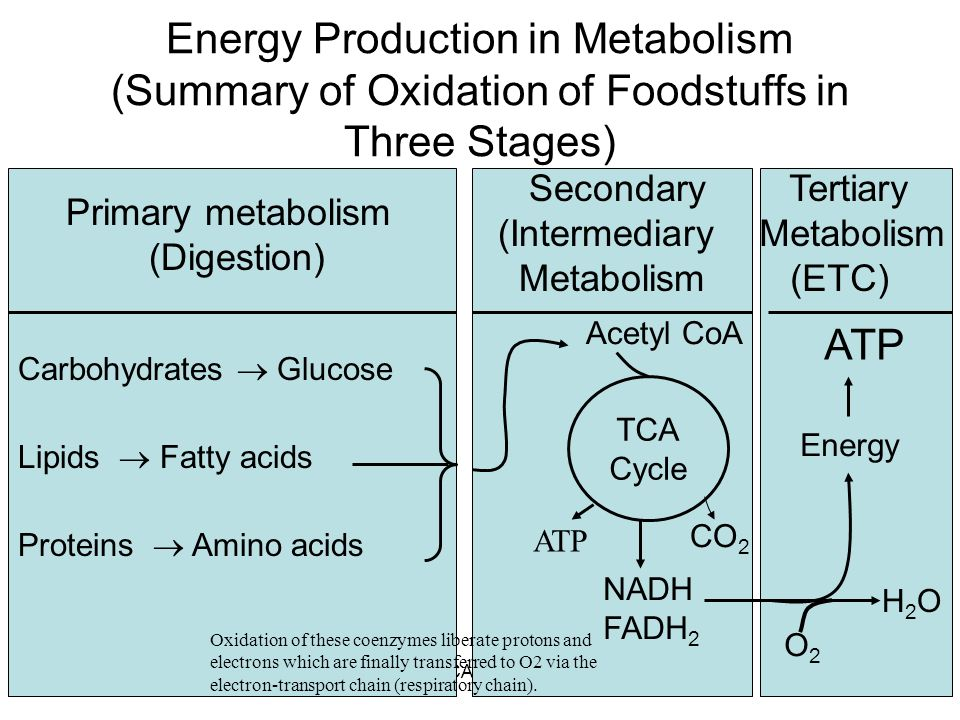 Energy Production in Metabolism
(Summary of Oxidation of Foodstuffs in
Three Stages)
Primary metabolism
(Digestion)
Carbohydrates → Glucose
Lipids → Fatty acids
Proteins → Amino acids
Secondary
(Intermediary
Metabolism
Acetyl CoA
TCA
Cycle
ATP
CO₂
NADH
FADH₂
Tertiary
Metabolism
(ETC)
ATP
Energy
H₂O
O₂
Oxidation of these coenzymes liberate protons and
electrons which are finally transferred to O2 via the
electron-transport chain (respiratory chain).